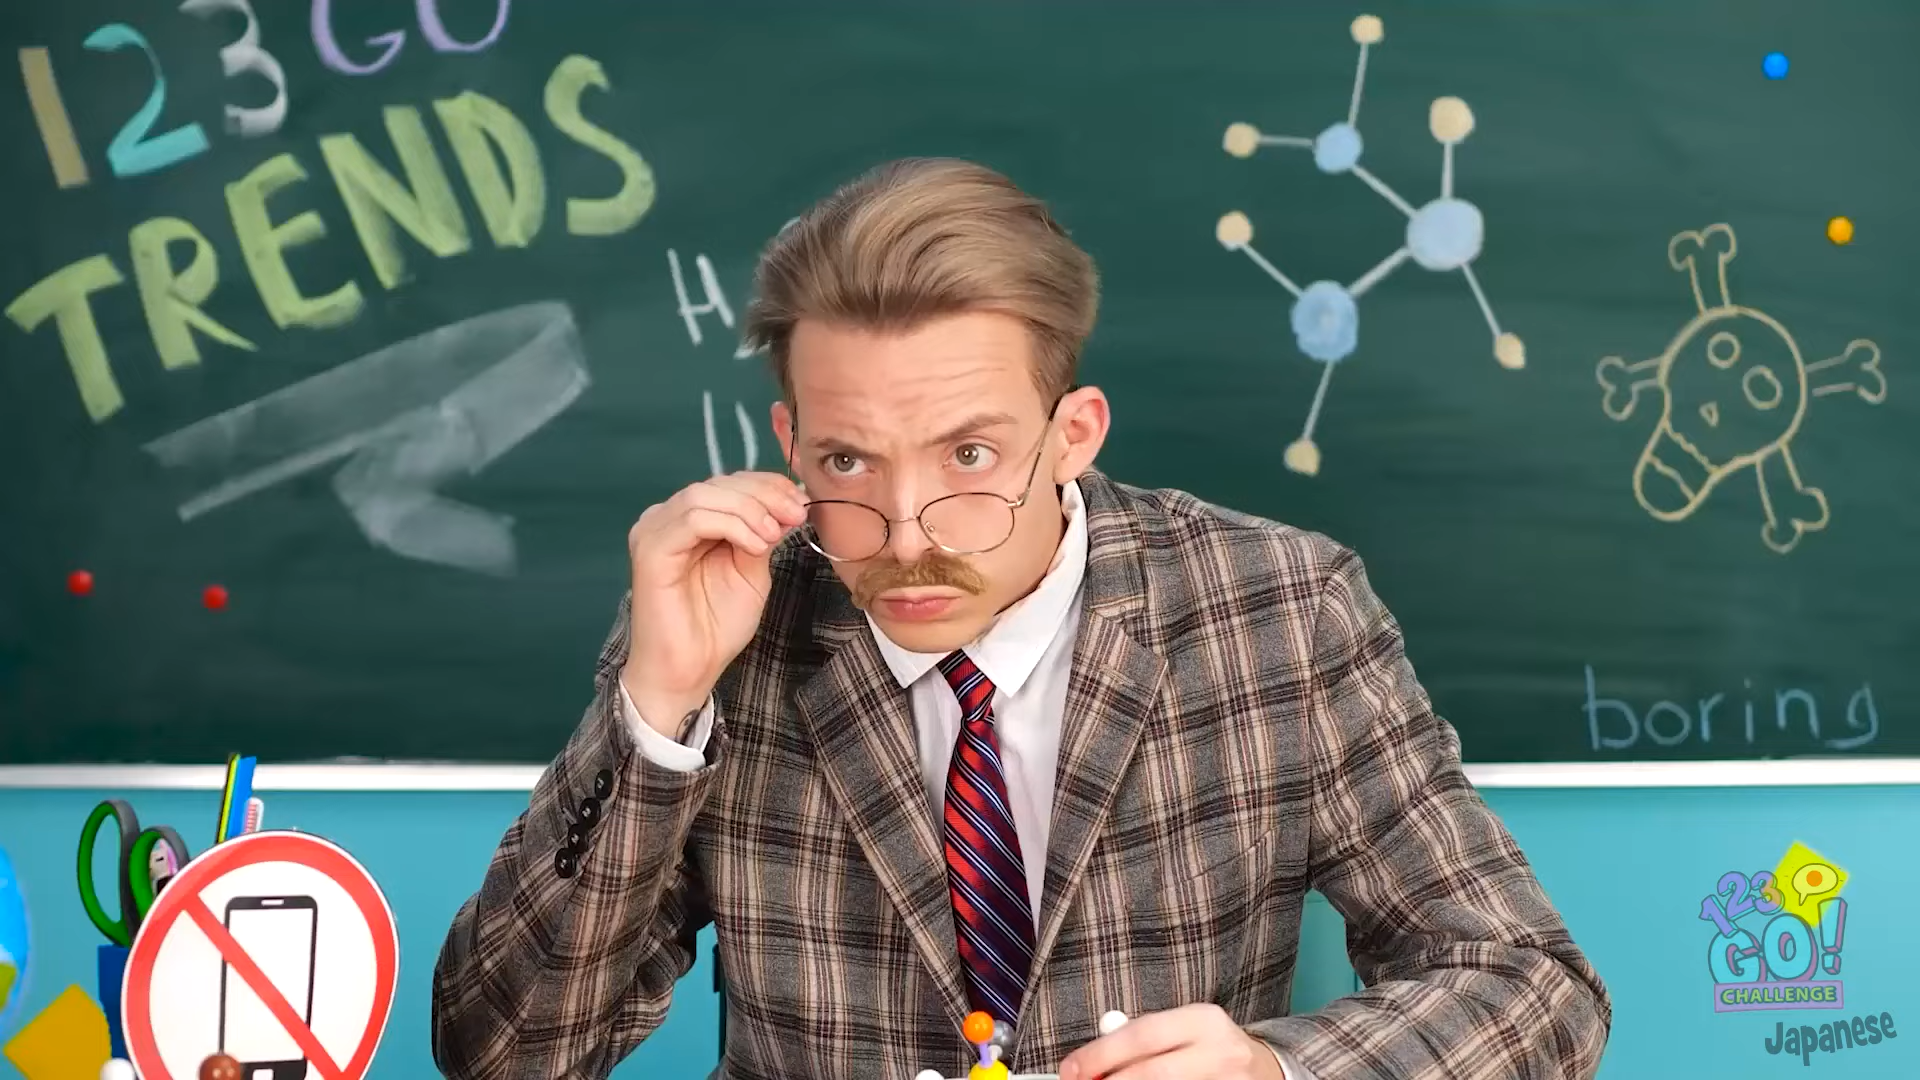 123 GO
TRENDS
H
boring
123
GO!
CHALLENGE
Japanese